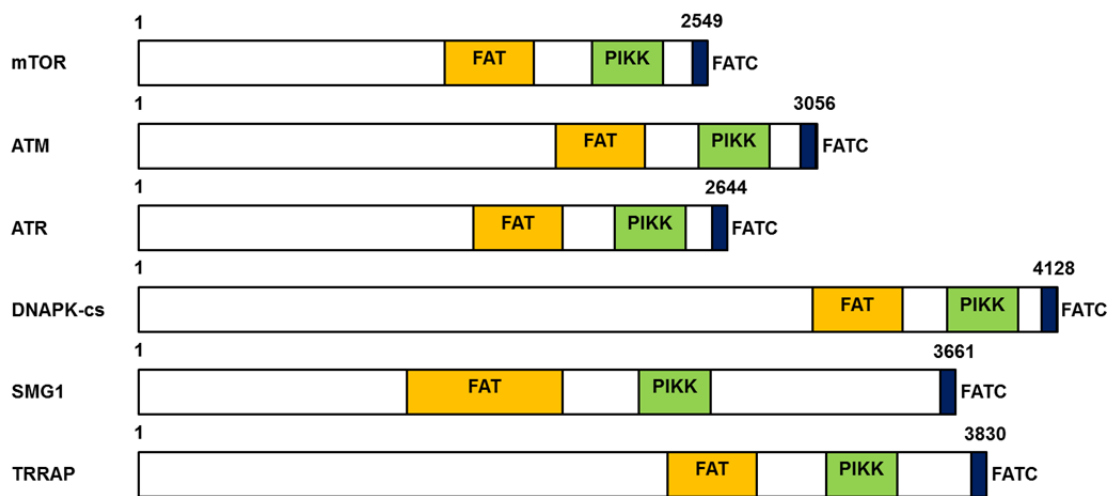 1 2549
mTOR FAT PIKK FATC
1 3056
ATM FAT PIKK FATC
1 2644
ATR FAT PIKK FATC
1 4128
DNAPK-cs FAT PIKK FATC
1 3661
SMG1 FAT PIKK FATC
1 3830
TRRAP FAT PIKK FATC